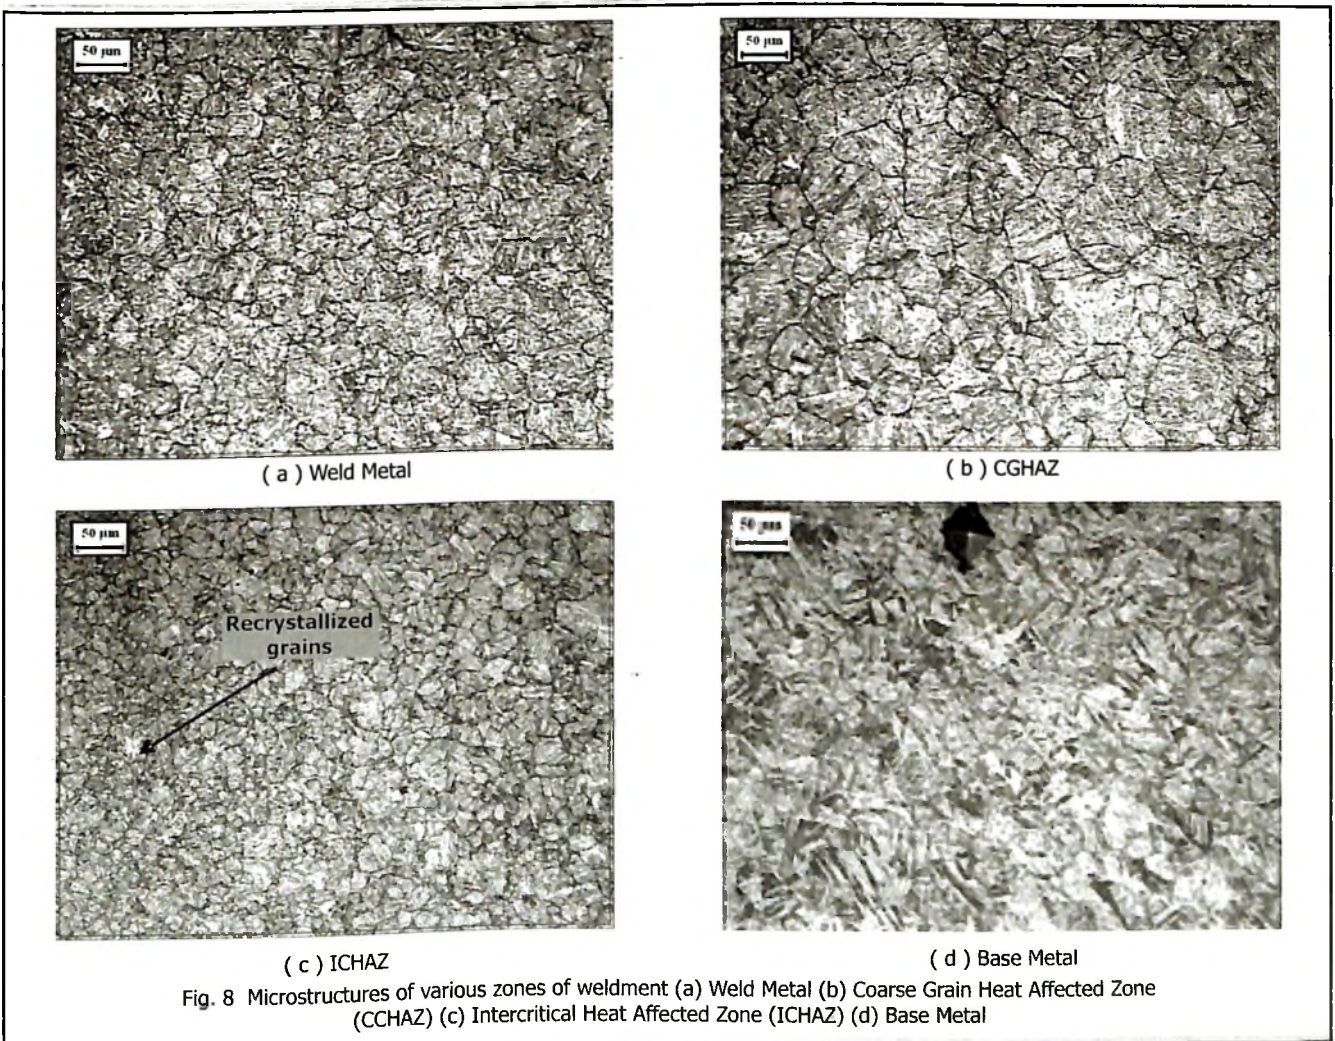 50 µm
50 µm
( a ) Weld Metal
( b ) CGHAZ
50 µm
50 µm
Recrystallized
grains
( c ) ICHAZ
( d ) Base Metal
Fig. 8 Microstructures of various zones of weldment (a) Weld Metal (b) Coarse Grain Heat Affected Zone
(CCHAZ) (c) Intercritical Heat Affected Zone (ICHAZ) (d) Base Metal